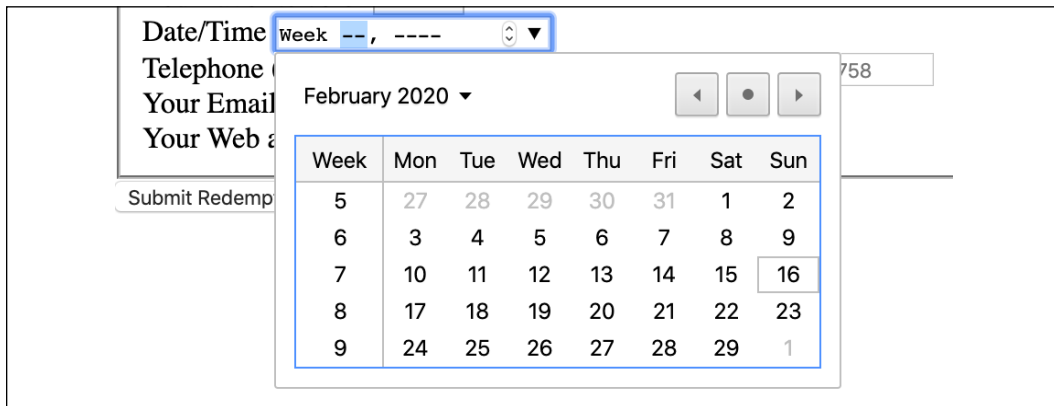 Date/Time Week --, ----
Telephone 758
Your Email
Your Web
February 2020
Week Mon Tue Wed Thu Fri Sat Sun
5 27 28 29 30 31 1 2
6 3 4 5 6 7 8 9
7 10 11 12 13 14 15 16
8 17 18 19 20 21 22 23
9 24 25 26 27 28 29 1
Submit Redemp